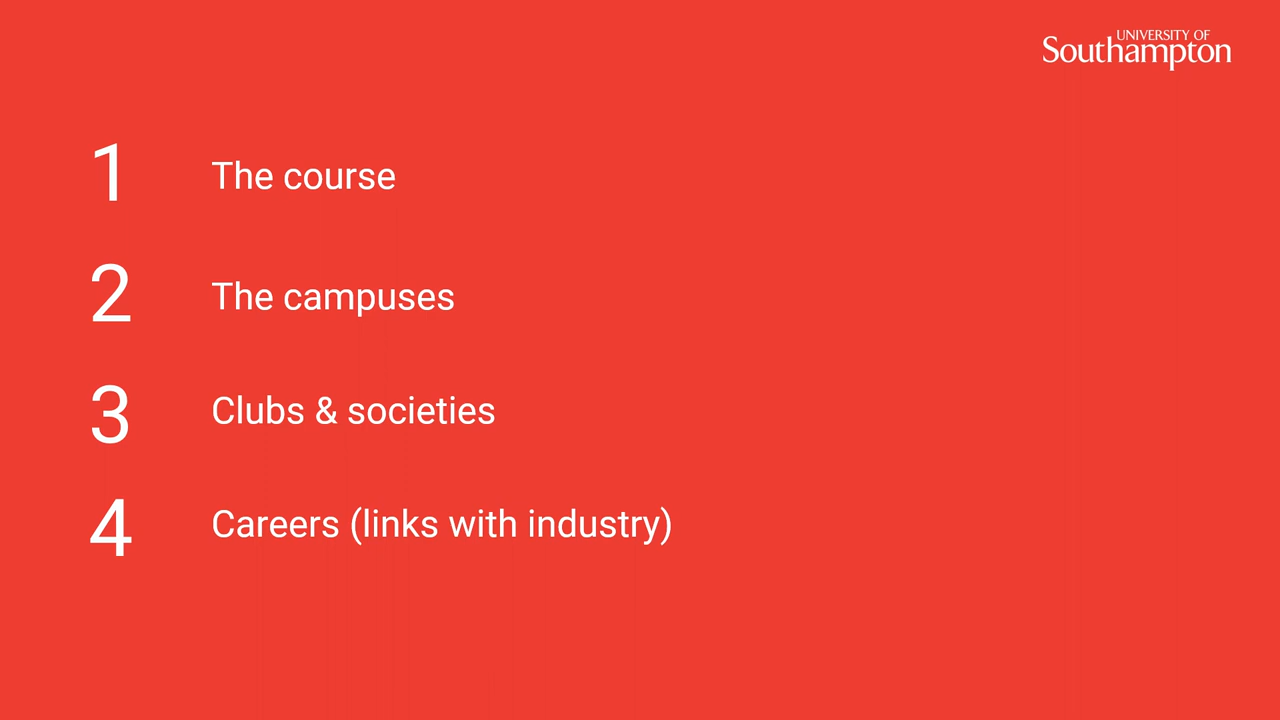 UNIVERSITY OF
Southampton
1 The course
2 The campuses
3 Clubs & societies
4 Careers (links with industry)